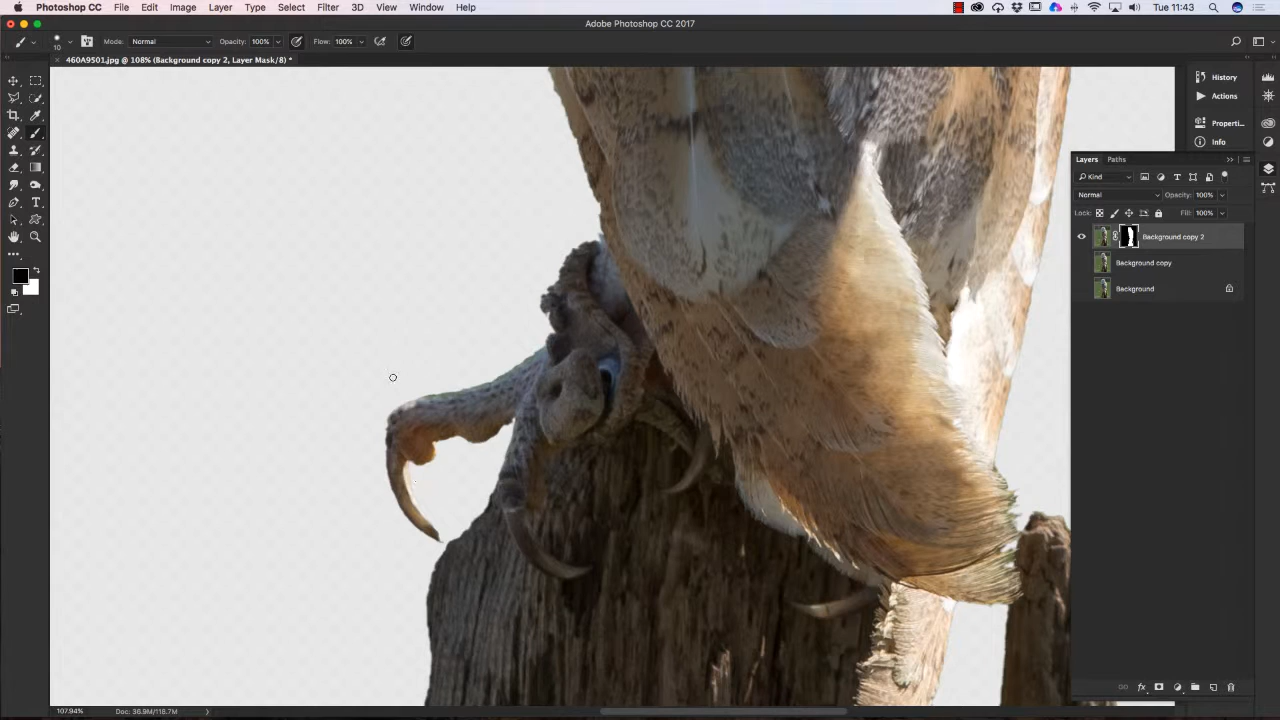 Photoshop CC File Edit Image Layer Type Select Filter 3D View Window Help Tue 11:43
Adobe Photoshop CC 2017
10 Mode: Normal Opacity: 100% Flow: 100%
460A9501.jpg @ 108% (Background copy 2, Layer Mask/8) *
History
Actions
Properti...
Info
Layers Paths
Kind
Normal Opacity: 100%
Lock: Fill: 100%
Background copy 2
Background copy
Background
fx
107.94% Doc: 36.9M/118.7M